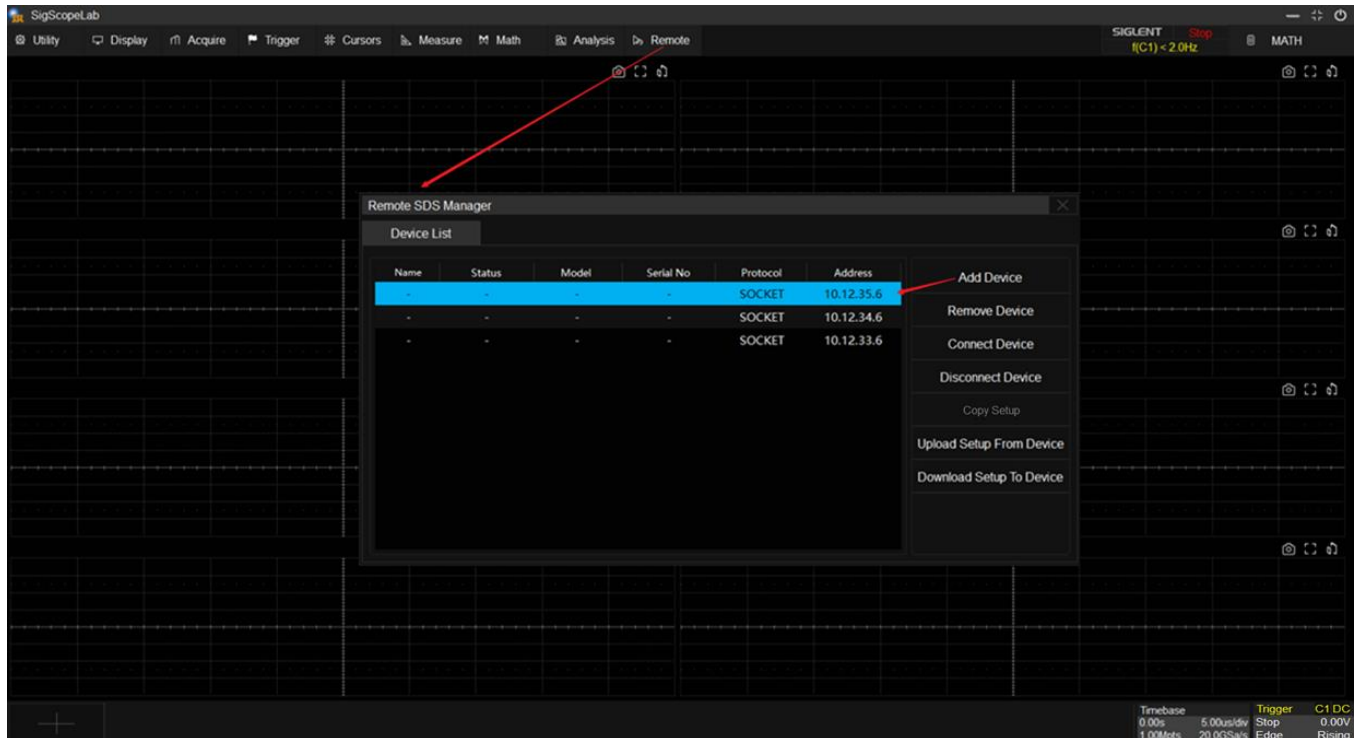 SigScopeLab
Utility Display Acquire Trigger Cursors Measure Math Analysis Remote
SIGLENT Stop
f(C1) < 2.0Hz
MATH
Remote SDS Manager
Device List
Name Status Model Serial No Protocol Address
- - - - SOCKET 10.12.35.6
- - - - SOCKET 10.12.34.6
- - - - SOCKET 10.12.33.6
Add Device
Remove Device
Connect Device
Disconnect Device
Copy Setup
Upload Setup From Device
Download Setup To Device
Timebase
0.00s 5.00us/div
1.00Mpts 20.0GSa/s
Trigger C1 DC
Stop 0.00V
Edge Rising